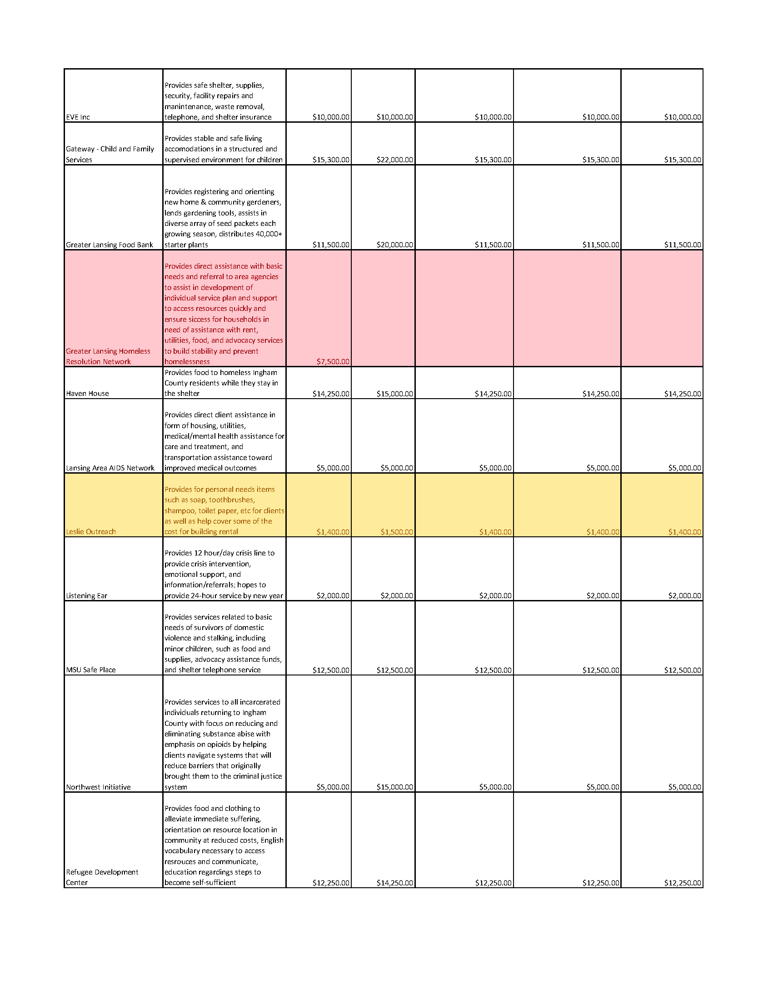 Provides safe shelter, supplies,
security, facility repairs and
manintenance, waste removal,
EVE Inc telephone, and shelter insurance $10,000.00 $10,000.00 $10,000.00 $10,000.00 $10,000.00
Provides stable and safe living
Gateway - Child and Family accomodations in a structured and
Services supervised environment for children $15,300.00 $22,000.00 $15,300.00 $15,300.00 $15,300.00
Provides registering and orienting
new home & community gerdeners,
lends gardening tools, assists in
diverse array of seed packets each
growing season, distributes 40,000+
Greater Lansing Food Bank starter plants $11,500.00 $20,000.00 $11,500.00 $11,500.00 $11,500.00
Provides direct assistance with basic
needs and referral to area agencies
to assist in development of
individual service plan and support
to access resources quickly and
ensure siccess for households in
need of assistance with rent,
utilities, food, and advocacy services
Greater Lansing Homeless to build stability and prevent
Resolution Network homelessness $7,500.00
Provides food to homeless Ingham
County residents while they stay in
Haven House the shelter $14,250.00 $15,000.00 $14,250.00 $14,250.00 $14,250.00
Provides direct client assistance in
form of housing, utilities,
medical/mental health assistance for
care and treatment, and
transportation assistance toward
Lansing Area AIDS Network improved medical outcomes $5,000.00 $5,000.00 $5,000.00 $5,000.00 $5,000.00
Provides for personal needs items
such as soap, toothbrushes,
shampoo, toilet paper, etc for clients
as well as help cover some of the
Leslie Outreach cost for building rental $1,400.00 $1,500.00 $1,400.00 $1,400.00 $1,400.00
Provides 12 hour/day crisis line to
provide crisis intervention,
emotional support, and
information/referrals; hopes to
Listening Ear provide 24-hour service by new year $2,000.00 $2,000.00 $2,000.00 $2,000.00 $2,000.00
Provides services related to basic
needs of survivors of domestic
violence and stalking, including
minor children, such as food and
supplies, advocacy assistance funds,
MSU Safe Place and shelter telephone service $12,500.00 $12,500.00 $12,500.00 $12,500.00 $12,500.00
Provides services to all incarcerated
individuals returning to Ingham
County with focus on reducing and
eliminating substance abise with
emphasis on opioids by helping
clients navigate systems that will
reduce barriers that originally
brought them to the criminal justice
Northwest Initiative system $5,000.00 $15,000.00 $5,000.00 $5,000.00 $5,000.00
Provides food and clothing to
alleviate immediate suffering,
orientation on resource location in
community at reduced costs, English
vocabulary necessary to access
resrouces and communicate,
Refugee Development education regardings steps to
Center become self-sufficient $12,250.00 $14,250.00 $12,250.00 $12,250.00 $12,250.00